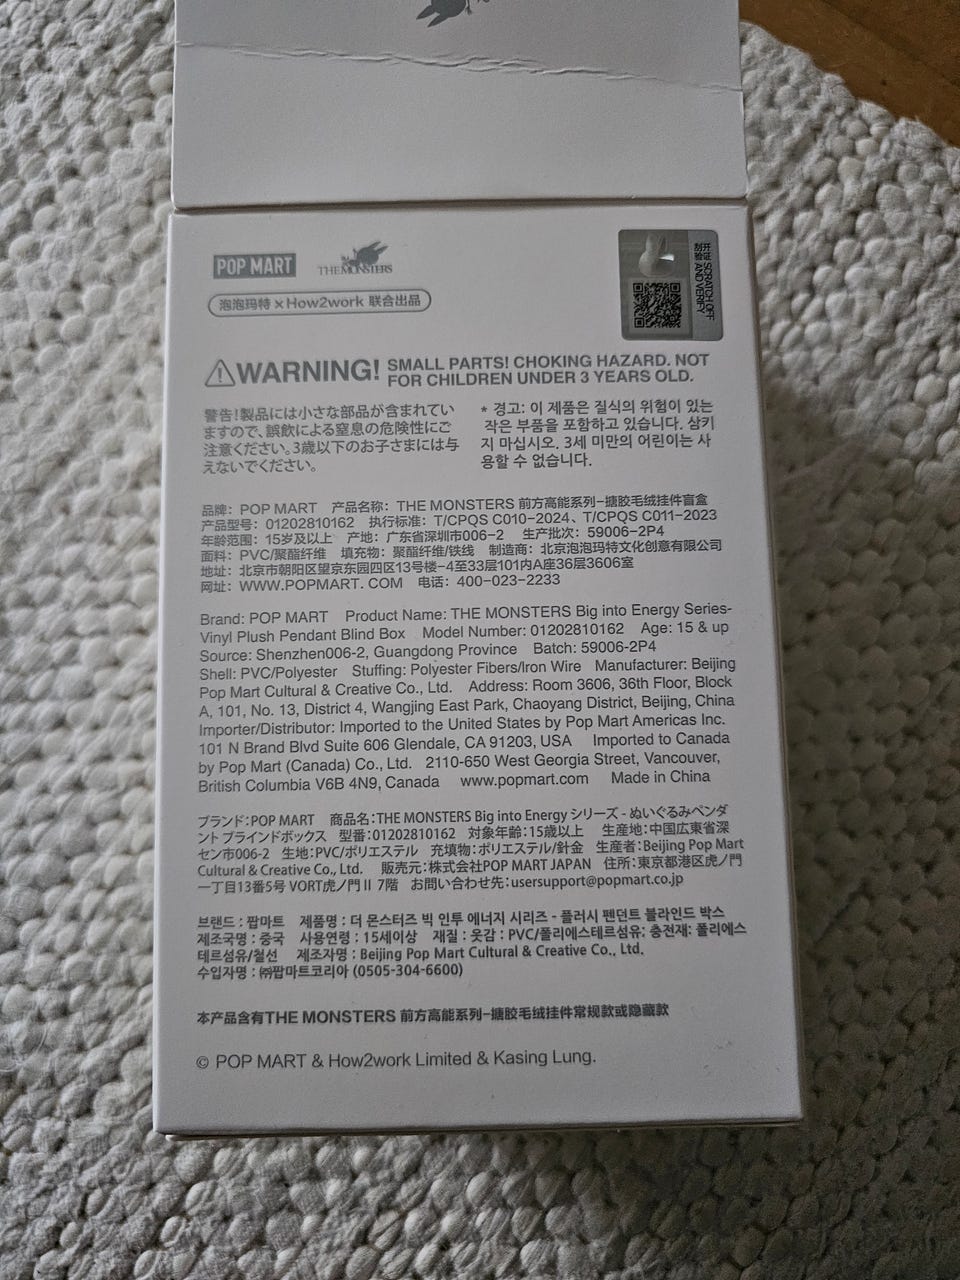 POP MART
THE MONSTERS
泡泡玛特 x How2work 联合出品
刮开涂层验真伪 SCRATCH OFF AND VERIFY
WARNING! SMALL PARTS! CHOKING HAZARD. NOT
FOR CHILDREN UNDER 3 YEARS OLD.
警告!製品には小さな部品が含まれてい
ますので、誤飲による窒息の危険性にご
注意ください。3歳以下のお子さまには与
えないでください。
* 경고: 이 제품은 질식의 위험이 있는
작은 부품을 포함하고 있습니다. 삼키
지 마십시오. 3세 미만의 어린이는 사
용할 수 없습니다.
品牌: POP MART 产品名称: THE MONSTERS 前方高能系列-搪胶毛绒挂件盲盒
产品型号: 01202810162 执行标准: T/CPQS C010-2024、T/CPQS C011-2023
年龄范围: 15岁及以上 产地: 广东省深圳市006-2 生产批次: 59006-2P4
面料: PVC/聚酯纤维 填充物: 聚酯纤维/铁线 制造商: 北京泡泡玛特文化创意有限公司
地址: 北京市朝阳区望京东园四区13号楼-4至33层101内A座36层3606室
网址: WWW.POPMART.COM 电话: 400-023-2233
Brand: POP MART Product Name: THE MONSTERS Big into Energy Series-
Vinyl Plush Pendant Blind Box Model Number: 01202810162 Age: 15 & up
Source: Shenzhen006-2, Guangdong Province Batch: 59006-2P4
Shell: PVC/Polyester Stuffing: Polyester Fibers/Iron Wire Manufacturer: Beijing
Pop Mart Cultural & Creative Co., Ltd. Address: Room 3606, 36th Floor, Block
A, 101, No. 13, District 4, Wangjing East Park, Chaoyang District, Beijing, China
Importer/Distributor: Imported to the United States by Pop Mart Americas Inc.
101 N Brand Blvd Suite 606 Glendale, CA 91203, USA Imported to Canada
by Pop Mart (Canada) Co., Ltd. 2110-650 West Georgia Street, Vancouver,
British Columbia V6B 4N9, Canada www.popmart.com Made in China
ブランド:POP MART 商品名:THE MONSTERS Big into Energy シリーズ - ぬいぐるみペンダ
ント ブラインドボックス 型番:01202810162 対象年齢:15歳以上 生産地:中国広東省深
セン市006-2 生地:PVC/ポリエステル 充填物:ポリエステル/針金 生産者:Beijing Pop Mart
Cultural & Creative Co., Ltd. 販売元:株式会社POP MART JAPAN 住所:東京都港区虎ノ門
一丁目13番5号 VORT虎ノ門Ⅱ 7階 お問い合わせ先:usersupport@popmart.co.jp
브랜드 : 팝마트 제품명 : 더 몬스터즈 빅 인투 에너지 시리즈 - 플러시 펜던트 블라인드 박스
제조국명 : 중국 사용연령 : 15세이상 재질 : 옷감 : PVC/폴리에스테르섬유: 충전재: 폴리에스
테르섬유/철선 제조자명 : Beijing Pop Mart Cultural & Creative Co., Ltd.
수입자명 : ㈜팝마트코리아 (0505-304-6600)
本产品含有THE MONSTERS 前方高能系列-搪胶毛绒挂件常规款或隐藏款
© POP MART & How2work Limited & Kasing Lung.